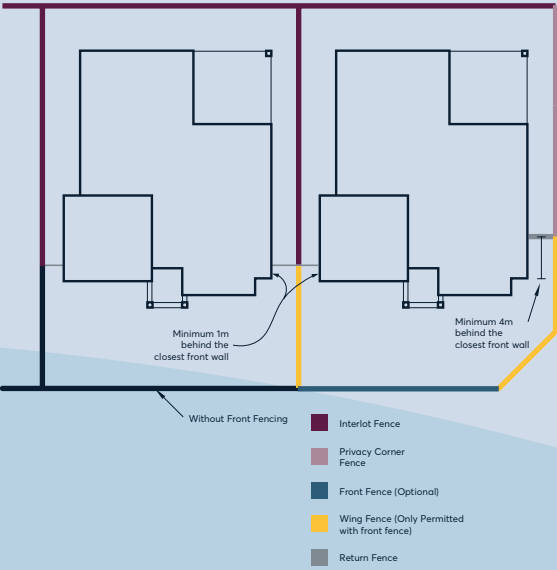 Minimum 1m
behind the
closest front wall
Minimum 4m
behind the
closest front wall
Without Front Fencing
Interlot Fence
Privacy Corner
Fence
Front Fence (Optional)
Wing Fence (Only Permitted
with front fence)
Return Fence